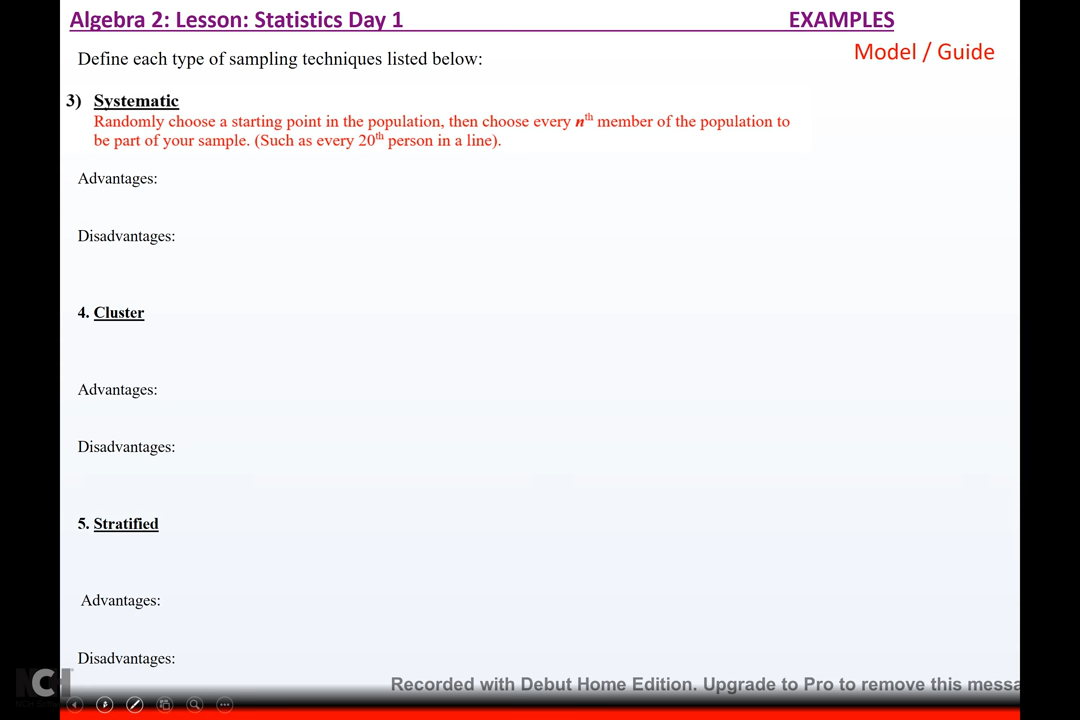 Algebra 2: Lesson: Statistics Day 1 EXAMPLES
Model / Guide
Define each type of sampling techniques listed below:
3) Systematic
Randomly choose a starting point in the population, then choose every nth member of the population to
be part of your sample. (Such as every 20th person in a line).
Advantages:
Disadvantages:
4. Cluster
Advantages:
Disadvantages:
5. Stratified
Advantages:
Disadvantages:
NCH
Recorded with Debut Home Edition. Upgrade to Pro to remove this messa